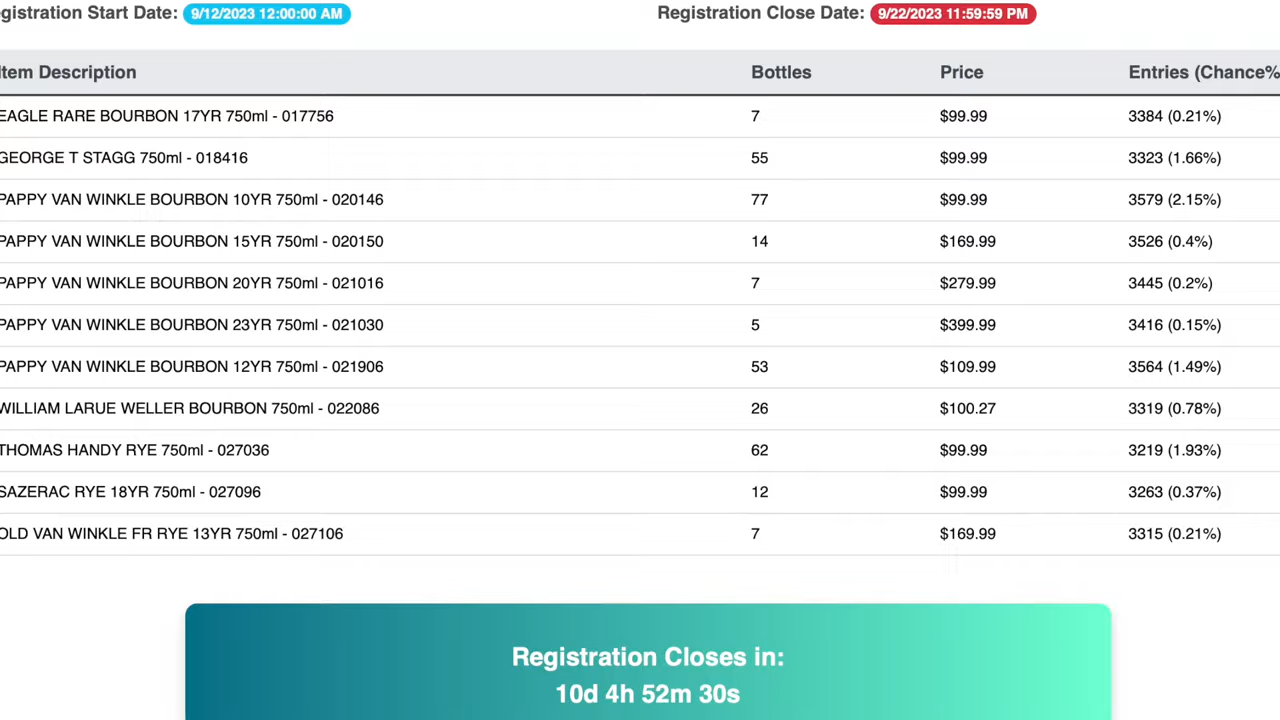 gistration Start Date: 9/12/2023 12:00:00 AM Registration Close Date: 9/22/2023 11:59:59 PM
Item Description Bottles Price Entries (Chance%
EAGLE RARE BOURBON 17YR 750ml - 017756 7 $99.99 3384 (0.21%)
GEORGE T STAGG 750ml - 018416 55 $99.99 3323 (1.66%)
PAPPY VAN WINKLE BOURBON 10YR 750ml - 020146 77 $99.99 3579 (2.15%)
PAPPY VAN WINKLE BOURBON 15YR 750ml - 020150 14 $169.99 3526 (0.4%)
PAPPY VAN WINKLE BOURBON 20YR 750ml - 021016 7 $279.99 3445 (0.2%)
PAPPY VAN WINKLE BOURBON 23YR 750ml - 021030 5 $399.99 3416 (0.15%)
PAPPY VAN WINKLE BOURBON 12YR 750ml - 021906 53 $109.99 3564 (1.49%)
WILLIAM LARUE WELLER BOURBON 750ml - 022086 26 $100.27 3319 (0.78%)
THOMAS HANDY RYE 750ml - 027036 62 $99.99 3219 (1.93%)
SAZERAC RYE 18YR 750ml - 027096 12 $99.99 3263 (0.37%)
OLD VAN WINKLE FR RYE 13YR 750ml - 027106 7 $169.99 3315 (0.21%)
Registration Closes in:
10d 4h 52m 30s